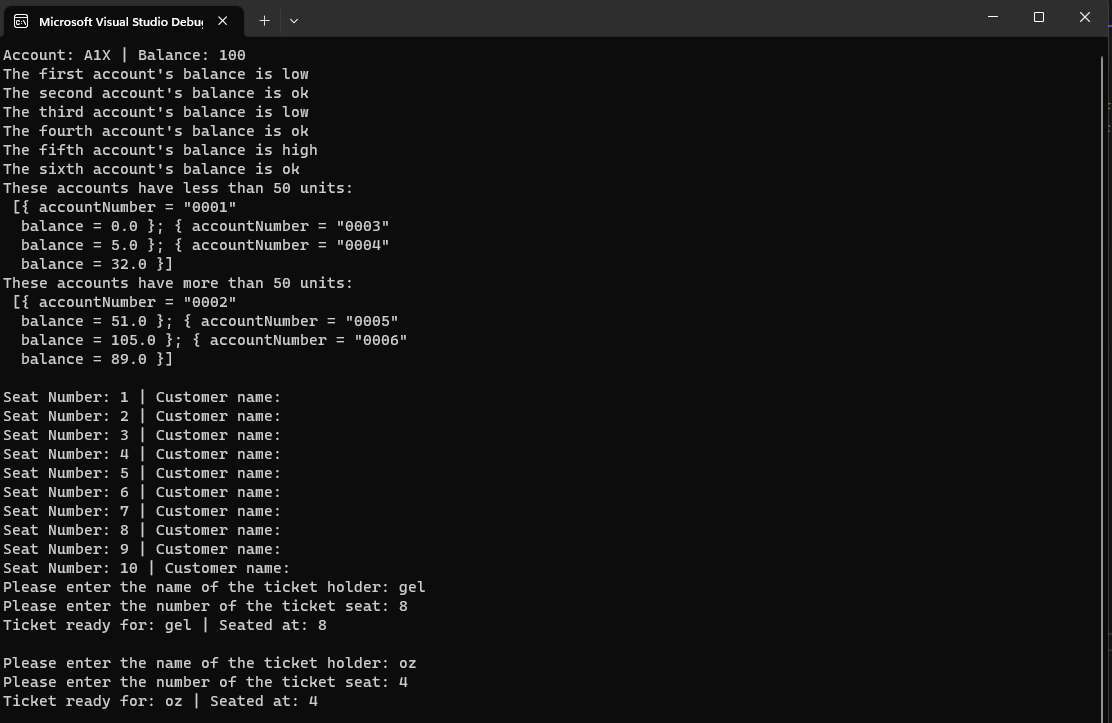 Microsoft Visual Studio Debug
Account: A1X | Balance: 100
The first account's balance is low
The second account's balance is ok
The third account's balance is low
The fourth account's balance is ok
The fifth account's balance is high
The sixth account's balance is ok
These accounts have less than 50 units:
 [{ accountNumber = "0001"
  balance = 0.0 }; { accountNumber = "0003"
  balance = 5.0 }; { accountNumber = "0004"
  balance = 32.0 }]
These accounts have more than 50 units:
 [{ accountNumber = "0002"
  balance = 51.0 }; { accountNumber = "0005"
  balance = 105.0 }; { accountNumber = "0006"
  balance = 89.0 }]
Seat Number: 1 | Customer name:
Seat Number: 2 | Customer name:
Seat Number: 3 | Customer name:
Seat Number: 4 | Customer name:
Seat Number: 5 | Customer name:
Seat Number: 6 | Customer name:
Seat Number: 7 | Customer name:
Seat Number: 8 | Customer name:
Seat Number: 9 | Customer name:
Seat Number: 10 | Customer name:
Please enter the name of the ticket holder: gel
Please enter the number of the ticket seat: 8
Ticket ready for: gel | Seated at: 8
Please enter the name of the ticket holder: oz
Please enter the number of the ticket seat: 4
Ticket ready for: oz | Seated at: 4